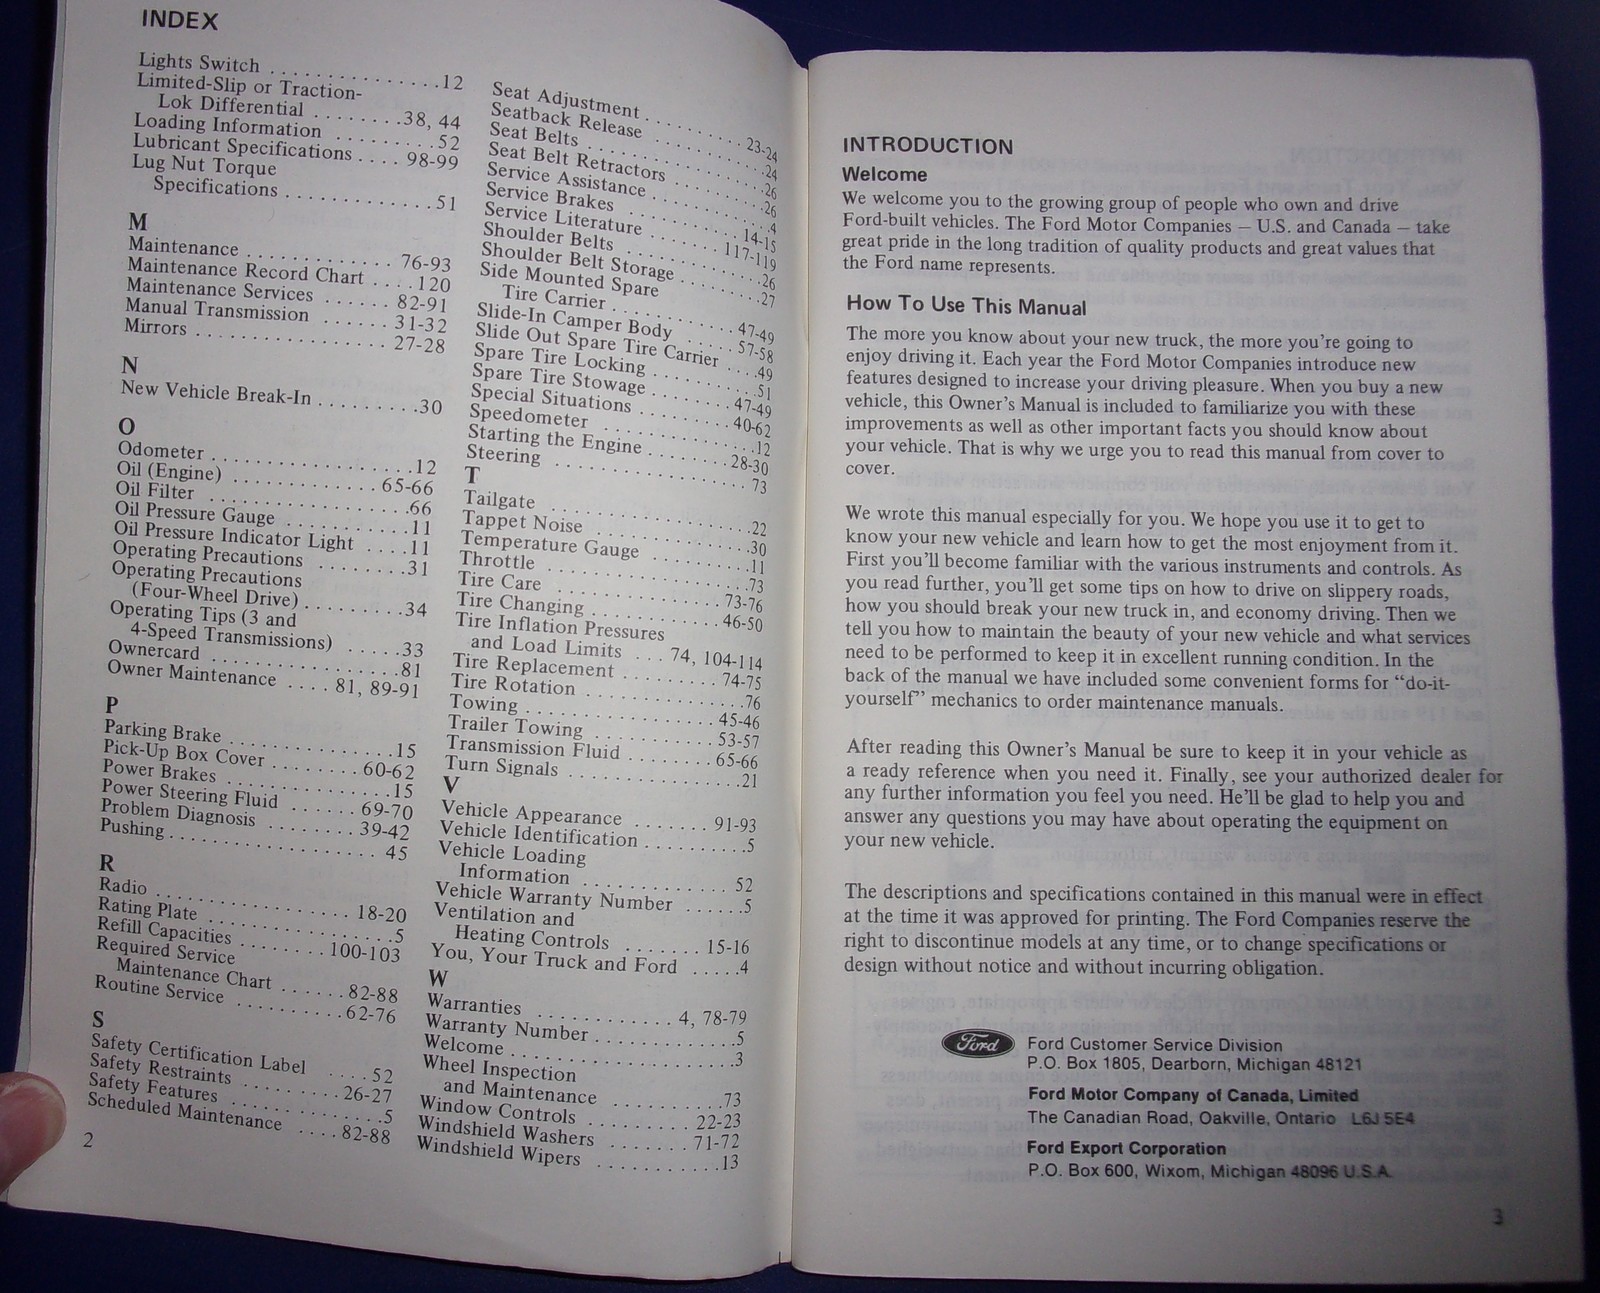 INDEX
Lights Switch . . . . . . . . . . . . . . .12
Limited-Slip or Traction-
Lok Differential . . . . . . . .38, 44
Loading Information . . . . . . . . .52
Lubricant Specifications . . . . 98-99
Lug Nut Torque
Specifications . . . . . . . . . . . . .51
M
Maintenance . . . . . . . . . . . . . 76-93
Maintenance Record Chart . . . .120
Maintenance Services . . . . . . 82-91
Manual Transmission . . . . . . 31-32
Mirrors . . . . . . . . . . . . . . . . . 27-28
N
New Vehicle Break-In . . . . . . . . .30
O
Odometer . . . . . . . . . . . . . . . . . .12
Oil (Engine) . . . . . . . . . . . . . 65-66
Oil Filter . . . . . . . . . . . . . . . . . .66
Oil Pressure Gauge . . . . . . . . . . .11
Oil Pressure Indicator Light . . . .11
Operating Precautions . . . . . . . .31
Operating Precautions
(Four-Wheel Drive) . . . . . . . . .34
Operating Tips (3 and
4-Speed Transmissions) . . . . .33
Ownercard . . . . . . . . . . . . . . . . .81
Owner Maintenance . . . . 81, 89-91
P
Parking Brake . . . . . . . . . . . . . . .15
Pick-Up Box Cover . . . . . . . . 60-62
Power Brakes . . . . . . . . . . . . . . .15
Power Steering Fluid . . . . . . 69-70
Problem Diagnosis . . . . . . . . 39-42
Pushing . . . . . . . . . . . . . . . . . . 45
R
Radio . . . . . . . . . . . . . . . . . 18-20
Rating Plate . . . . . . . . . . . . . . . .5
Refill Capacities . . . . . . . . 100-103
Required Service
Maintenance Chart . . . . . . 82-88
Routine Service . . . . . . . . . 62-76
S
Safety Certification Label . . . . 52
Safety Restraints . . . . . . . . . 26-27
Safety Features . . . . . . . . . . . . . .5
Scheduled Maintenance . . . . 82-88
2
Seat Adjustment . . . . . . . . . 23-24
Seatback Release . . . . . . . . . . . .24
Seat Belts . . . . . . . . . . . . . . . . .26
Seat Belt Retractors . . . . . . . . .26
Service Assistance . . . . . . . . . . . .4
Service Brakes . . . . . . . . . . 14-15
Service Literature . . . . . . . 117-119
Shoulder Belts . . . . . . . . . . . . .26
Shoulder Belt Storage . . . . . . . . .27
Side Mounted Spare
Tire Carrier . . . . . . . . . . . . 47-49
Slide-In Camper Body . . . . . 57-58
Slide Out Spare Tire Carrier . . . .49
Spare Tire Locking . . . . . . . . . .51
Spare Tire Stowage . . . . . . . . 47-49
Special Situations . . . . . . . . 40-62
Speedometer . . . . . . . . . . . . . . .12
Starting the Engine . . . . . . . . 28-30
Steering . . . . . . . . . . . . . . . . . 73
T
Tailgate . . . . . . . . . . . . . . . . . .22
Tappet Noise . . . . . . . . . . . . . .30
Temperature Gauge . . . . . . . . . .11
Throttle . . . . . . . . . . . . . . . . . .73
Tire Care . . . . . . . . . . . . . . 73-76
Tire Changing . . . . . . . . . . . 46-50
Tire Inflation Pressures
and Load Limits . . . 74, 104-114
Tire Replacement . . . . . . . . . 74-75
Tire Rotation . . . . . . . . . . . . . .76
Towing . . . . . . . . . . . . . . . . 45-46
Trailer Towing . . . . . . . . . . . 53-57
Transmission Fluid . . . . . . . . 65-66
Turn Signals . . . . . . . . . . . . . . .21
V
Vehicle Appearance . . . . . . . 91-93
Vehicle Identification . . . . . . . . . .5
Vehicle Loading
Information . . . . . . . . . . . . . 52
Vehicle Warranty Number . . . . . .5
Ventilation and
Heating Controls . . . . . . . 15-16
You, Your Truck and Ford . . . . .4
W
Warranties . . . . . . . . . . . . 4, 78-79
Warranty Number . . . . . . . . . . . . .5
Welcome . . . . . . . . . . . . . . . . . . .3
Wheel Inspection
and Maintenance . . . . . . . . . .73
Window Controls . . . . . . . . . 22-23
Windshield Washers . . . . . . . 71-72
Windshield Wipers . . . . . . . . . . .13
INTRODUCTION
Welcome
We welcome you to the growing group of people who own and drive
Ford-built vehicles. The Ford Motor Companies — U.S. and Canada — take
great pride in the long tradition of quality products and great values that
the Ford name represents.
How To Use This Manual
The more you know about your new truck, the more you're going to
enjoy driving it. Each year the Ford Motor Companies introduce new
features designed to increase your driving pleasure. When you buy a new
vehicle, this Owner's Manual is included to familiarize you with these
improvements as well as other important facts you should know about
your vehicle. That is why we urge you to read this manual from cover to
cover.
We wrote this manual especially for you. We hope you use it to get to
know your new vehicle and learn how to get the most enjoyment from it.
First you'll become familiar with the various instruments and controls. As
you read further, you'll get some tips on how to drive on slippery roads,
how you should break your new truck in, and economy driving. Then we
tell you how to maintain the beauty of your new vehicle and what services
need to be performed to keep it in excellent running condition. In the
back of the manual we have included some convenient forms for "do-it-
yourself" mechanics to order maintenance manuals.
After reading this Owner's Manual be sure to keep it in your vehicle as
a ready reference when you need it. Finally, see your authorized dealer for
any further information you feel you need. He'll be glad to help you and
answer any questions you may have about operating the equipment on
your new vehicle.
The descriptions and specifications contained in this manual were in effect
at the time it was approved for printing. The Ford Companies reserve the
right to discontinue models at any time, or to change specifications or
design without notice and without incurring obligation.
Ford
Ford Customer Service Division
P.O. Box 1805, Dearborn, Michigan 48121
Ford Motor Company of Canada, Limited
The Canadian Road, Oakville, Ontario L6J 5E4
Ford Export Corporation
P.O. Box 600, Wixom, Michigan 48096 U.S.A.
3